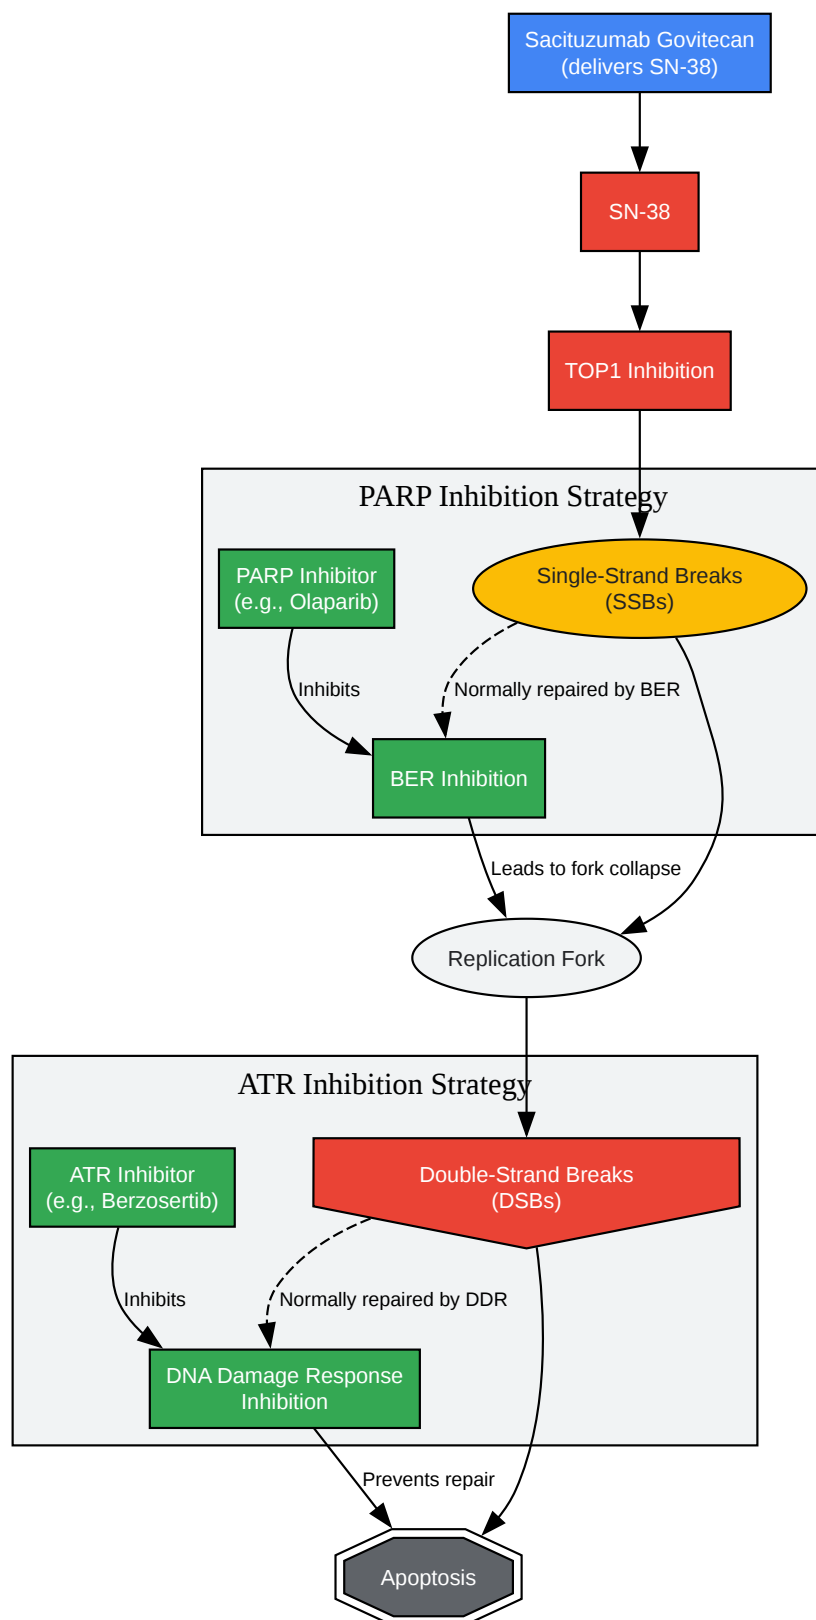 Sacituzumab Govitecan
(delivers SN-38)
SN-38
TOP1 Inhibition
PARP Inhibition Strategy
PARP Inhibitor
(e.g., Olaparib)
Single-Strand Breaks
(SSBs)
Inhibits
Normally repaired by BER
BER Inhibition
Leads to fork collapse
Replication Fork
ATR Inhibition Strategy
ATR Inhibitor
(e.g., Berzosertib)
Double-Strand Breaks
(DSBs)
Inhibits
Normally repaired by DDR
DNA Damage Response
Inhibition
Prevents repair
Apoptosis